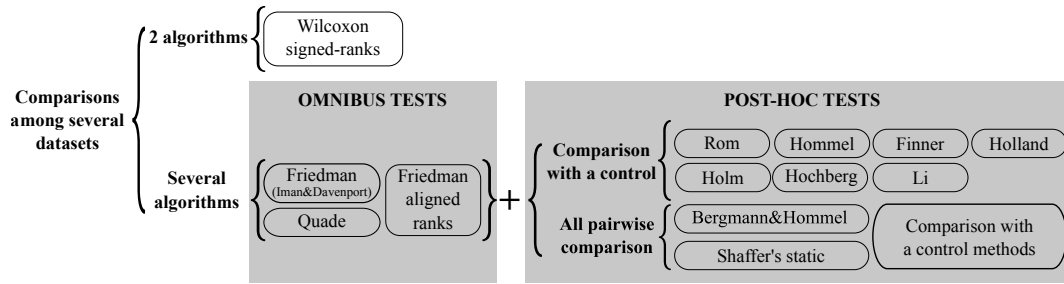 2 algorithms
Wilcoxon
signed-ranks
Comparisons
among several
datasets
Several
algorithms
OMNIBUS TESTS
Friedman
(Iman&Davenport)
Quade
Friedman
aligned
ranks
+
POST-HOC TESTS
Comparison
with a control
Rom
Hommel
Finner
Holland
Holm
Hochberg
Li
All pairwise
comparison
Bergmann&Hommel
Shaffer's static
Comparison with
a control methods